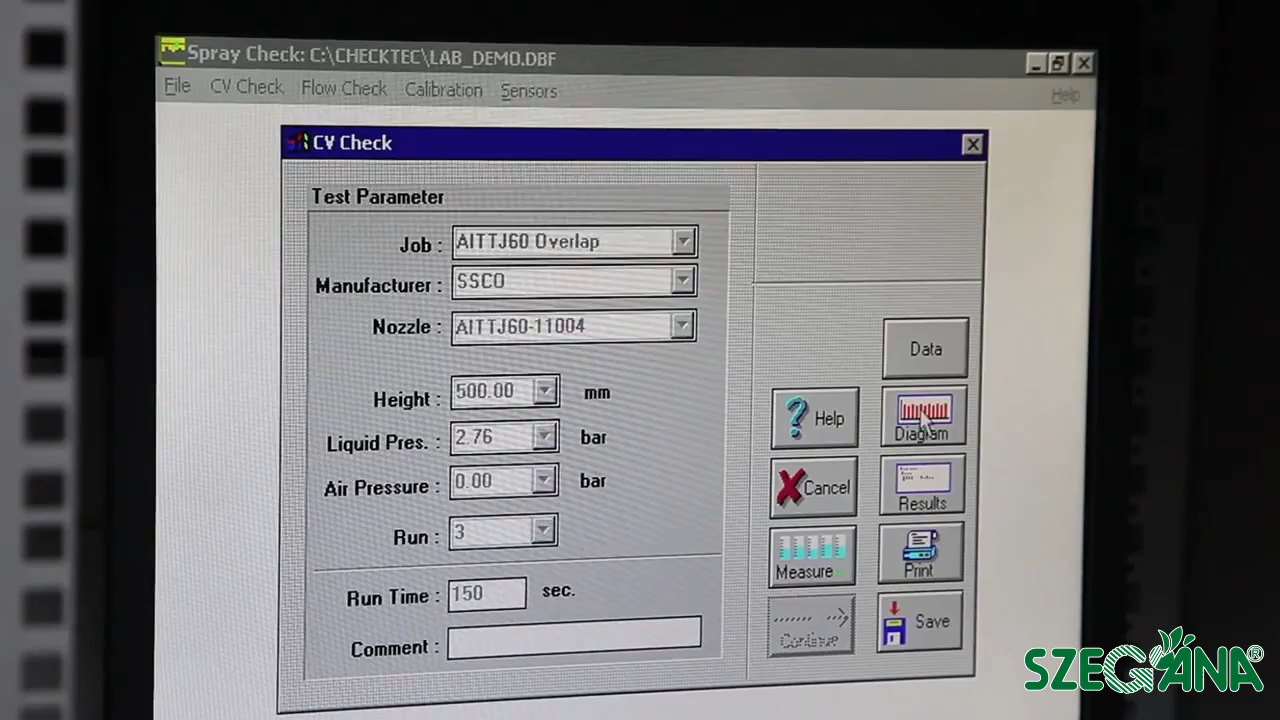 Spray Check: C:\CHECKTEC\LAB_DEMO.DBF
File CV Check Flow Check Calibration Sensors Help
CV Check
Test Parameter
Job : AITTJ60 Overlap
Manufacturer : SSCO
Nozzle : AITTJ60-11004
Height : 500.00 mm
Liquid Pres. : 2.76 bar
Air Pressure : 0.00 bar
Run : 3
Run Time : 150 sec.
Comment :
Data
Help
Diagram
Cancel
Results
Measure
Print
Continue
Save
SZEGÁNA®